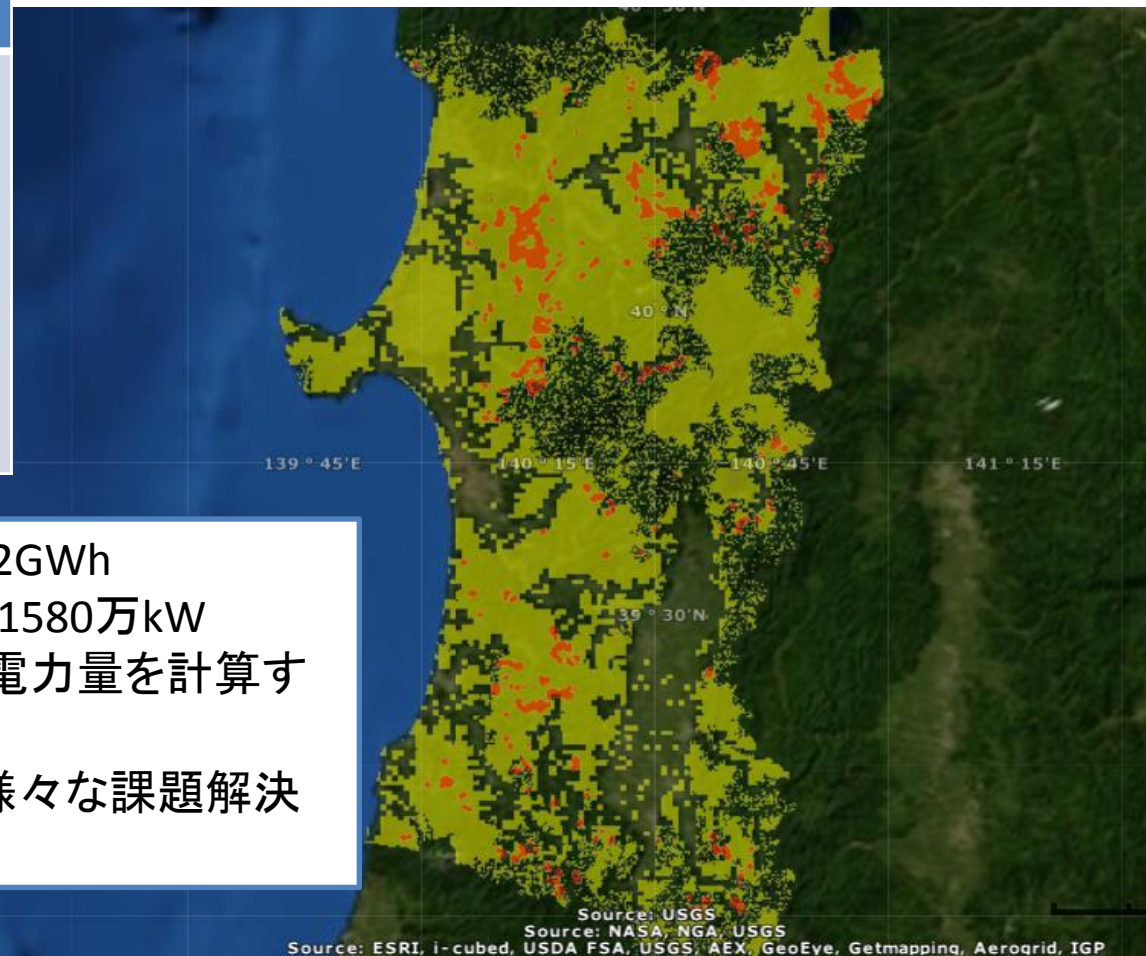 40 ° N
139 ° 45'E
140 ° 15'E
140 ° 45'E
141 ° 15'E
2GWh
1580万kW
電力量を計算す
様々な課題解決
39 ° 30'N
Source: USGS
Source: NASA, NGA, USGS
Source: ESRI, i-cubed, USDA FSA, USGS, AEX, GeoEye, Getmapping, Aerogrid, IGP